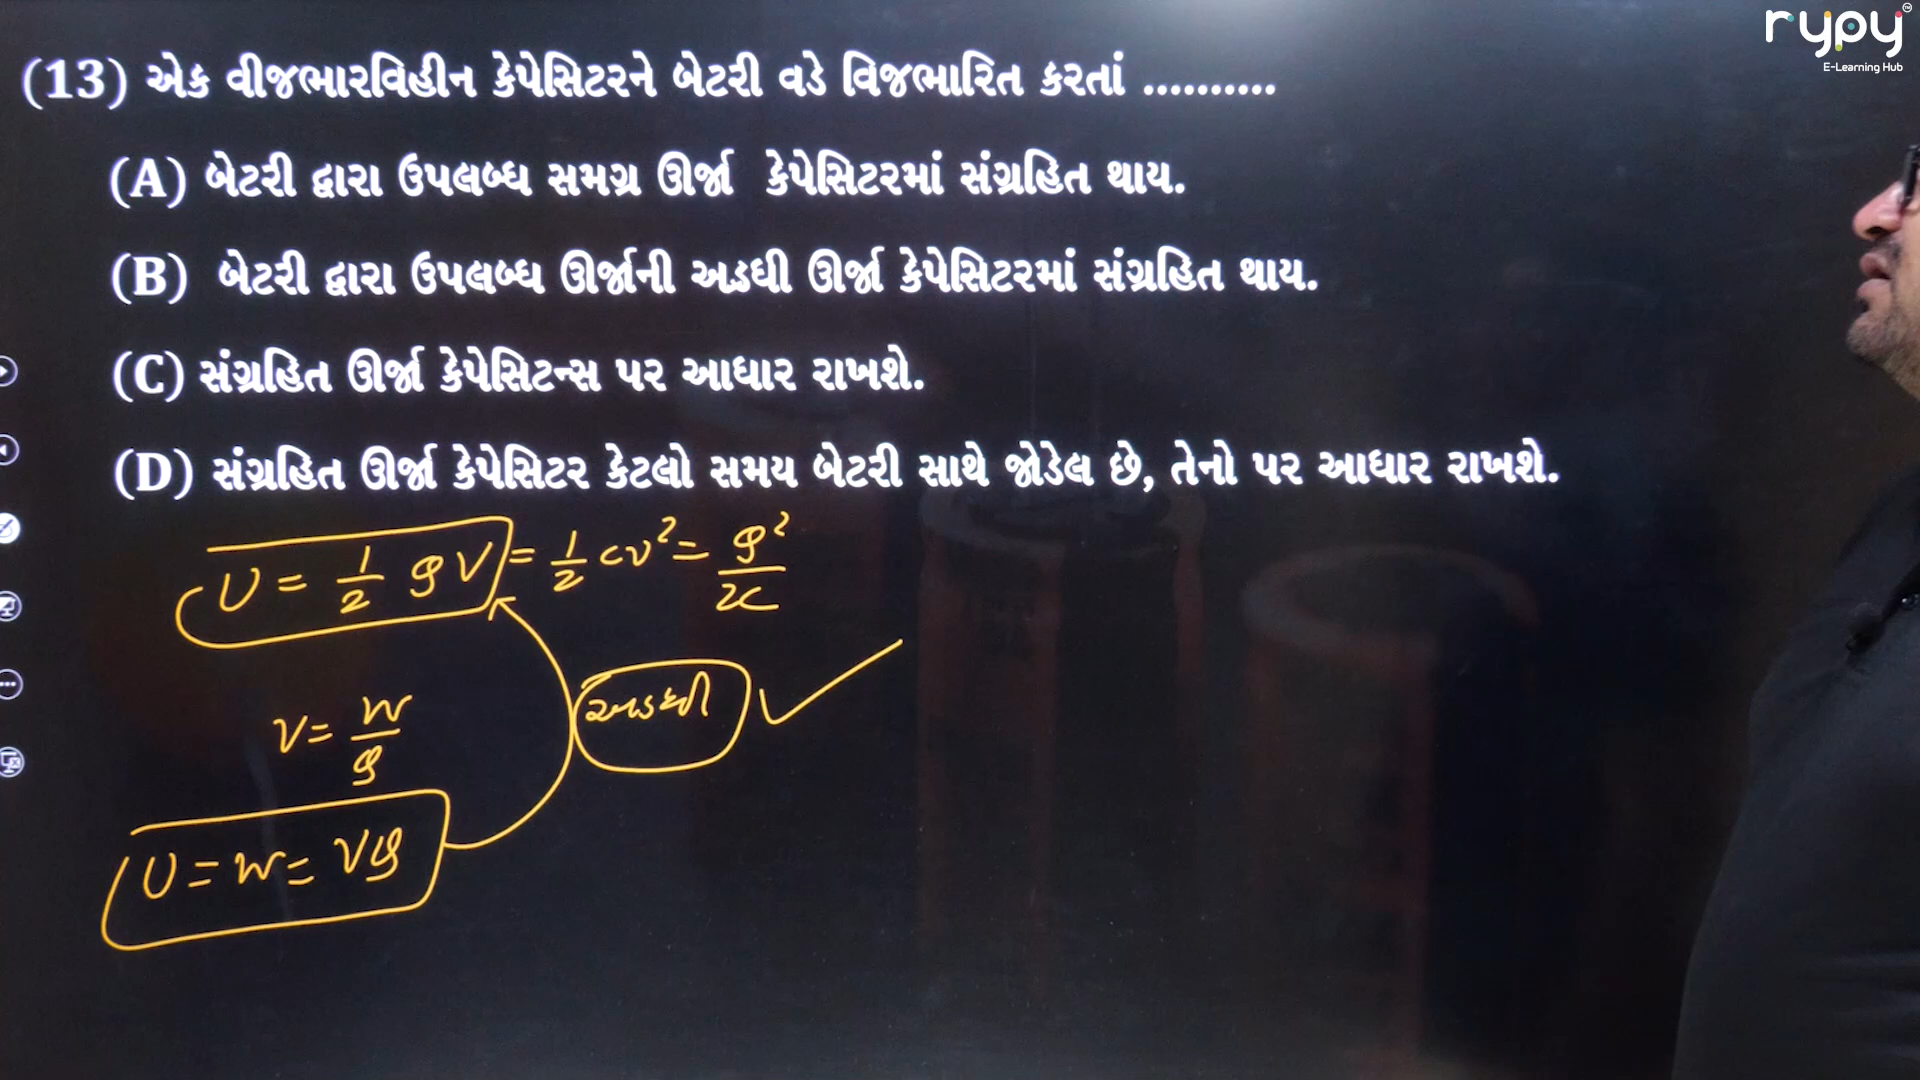 rypy™
E-Learning Hub
(13) એક વીજભારવિહીન કેપેસિટરને બેટરી વડે વિજભારિત કરતાં ..........
(A) બેટરી દ્વારા ઉપલબ્ધ સમગ્ર ઊર્જા કેપેસિટરમાં સંગ્રહિત થાય.
(B) બેટરી દ્વારા ઉપલબ્ધ ઊર્જાની અડધી ઊર્જા કેપેસિટરમાં સંગ્રહિત થાય.
(C) સંગ્રહિત ઊર્જા કેપેસિટન્સ પર આધાર રાખશે.
(D) સંગ્રહિત ઊર્જા કેપેસિટર કેટલો સમય બેટરી સાથે જોડેલ છે, તેનો પર આધાર રાખશે.
U = 1/2 QV = 1/2 CV² = Q²/2C
V = W/Q
અડધી
U = W = VQ